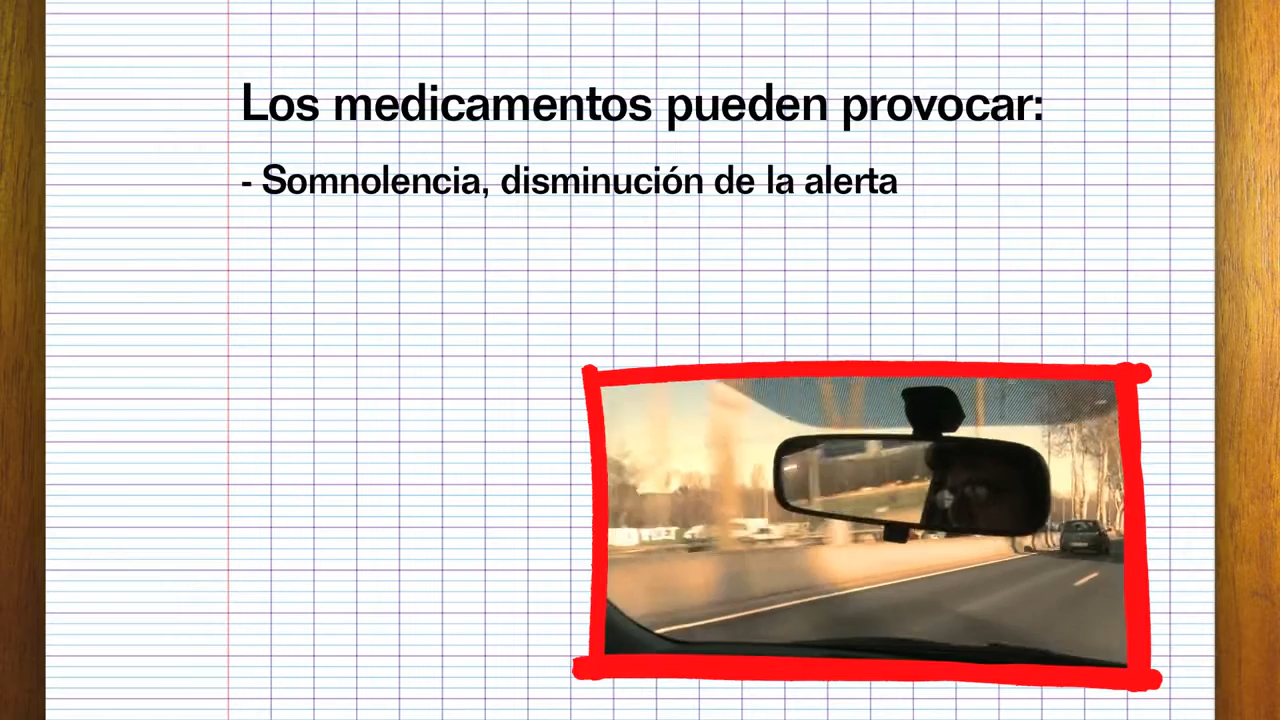 Los medicamentos pueden provocar:
- Somnolencia, disminución de la alerta